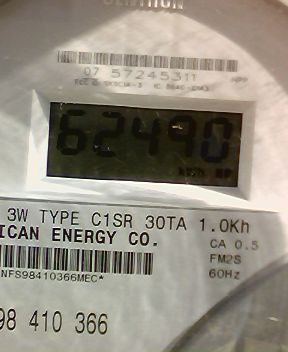 07 57245311
62490
3W TYPE C1SR 30TA 1.0Kh
ICAN ENERGY CO.
CA 0.5
FM2S
60Hz
NFS98410366MEC*
98 410 366